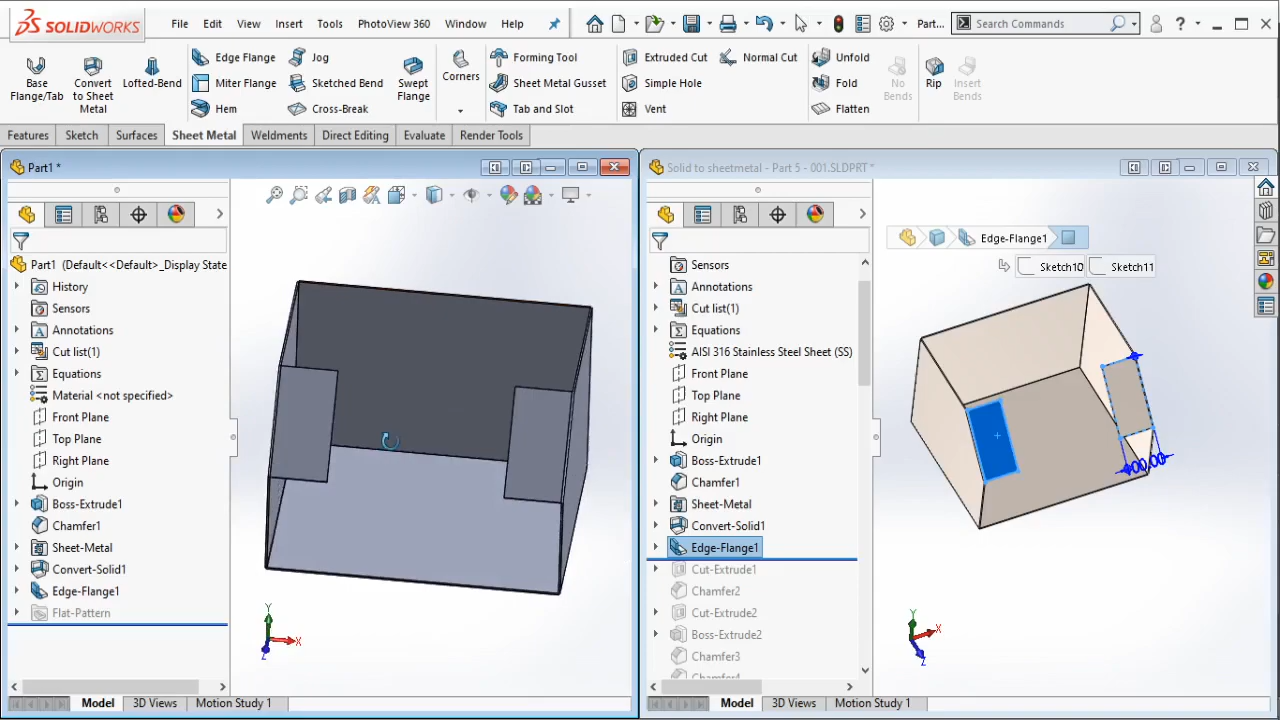 SOLIDWORKS
File Edit View Insert Tools PhotoView 360 Window Help
Part... Search Commands
Base Flange/Tab
Convert to Sheet Metal
Lofted-Bend
Edge Flange
Miter Flange
Hem
Jog
Sketched Bend
Cross-Break
Swept Flange
Corners
Forming Tool
Sheet Metal Gusset
Tab and Slot
Extruded Cut
Simple Hole
Vent
Normal Cut
Unfold
Fold
Flatten
No Bends
Rip
Insert Bends
Features Sketch Surfaces Sheet Metal Weldments Direct Editing Evaluate Render Tools
Part1 *
Part1 (Default<<Default>_Display State
History
Sensors
Annotations
Cut list(1)
Equations
Material <not specified>
Front Plane
Top Plane
Right Plane
Origin
Boss-Extrude1
Chamfer1
Sheet-Metal
Convert-Solid1
Edge-Flange1
Flat-Pattern
Y
X
Z
Model 3D Views Motion Study 1
Solid to sheetmetal - Part 5 - 001.SLDPRT *
Sensors
Annotations
Cut list(1)
Equations
AISI 316 Stainless Steel Sheet (SS)
Front Plane
Top Plane
Right Plane
Origin
Boss-Extrude1
Chamfer1
Sheet-Metal
Convert-Solid1
Edge-Flange1
Cut-Extrude1
Chamfer2
Cut-Extrude2
Boss-Extrude2
Chamfer3
Chamfer4
Edge-Flange1
Sketch10 Sketch11
Y
X
Z
Model 3D Views Motion Study 1